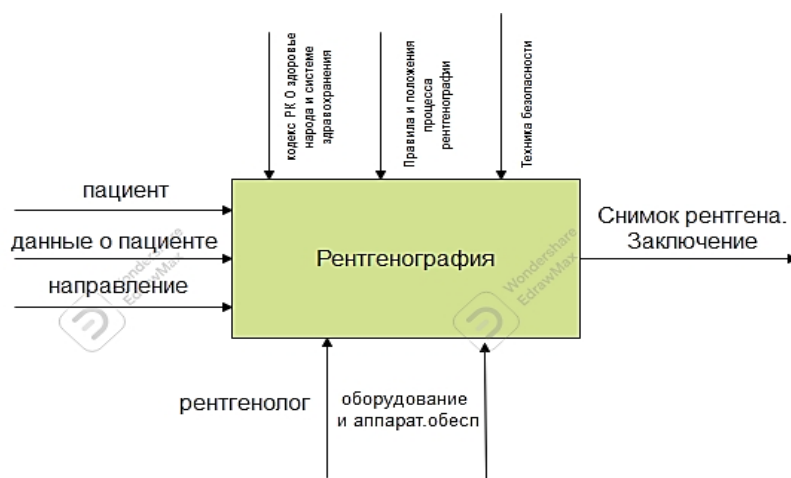 кодекс РК О здоровье
народа и системе
здравохранения
Правила и положения
процесса
рентгенографии
Техника безопасности
пациент
данные о пациенте
направление
Рентгенография
Снимок рентгена.
Заключение
рентгенолог
оборудование
и аппарат.обесп
Wondershare
EdrawMax
Wondershare
EdrawMax